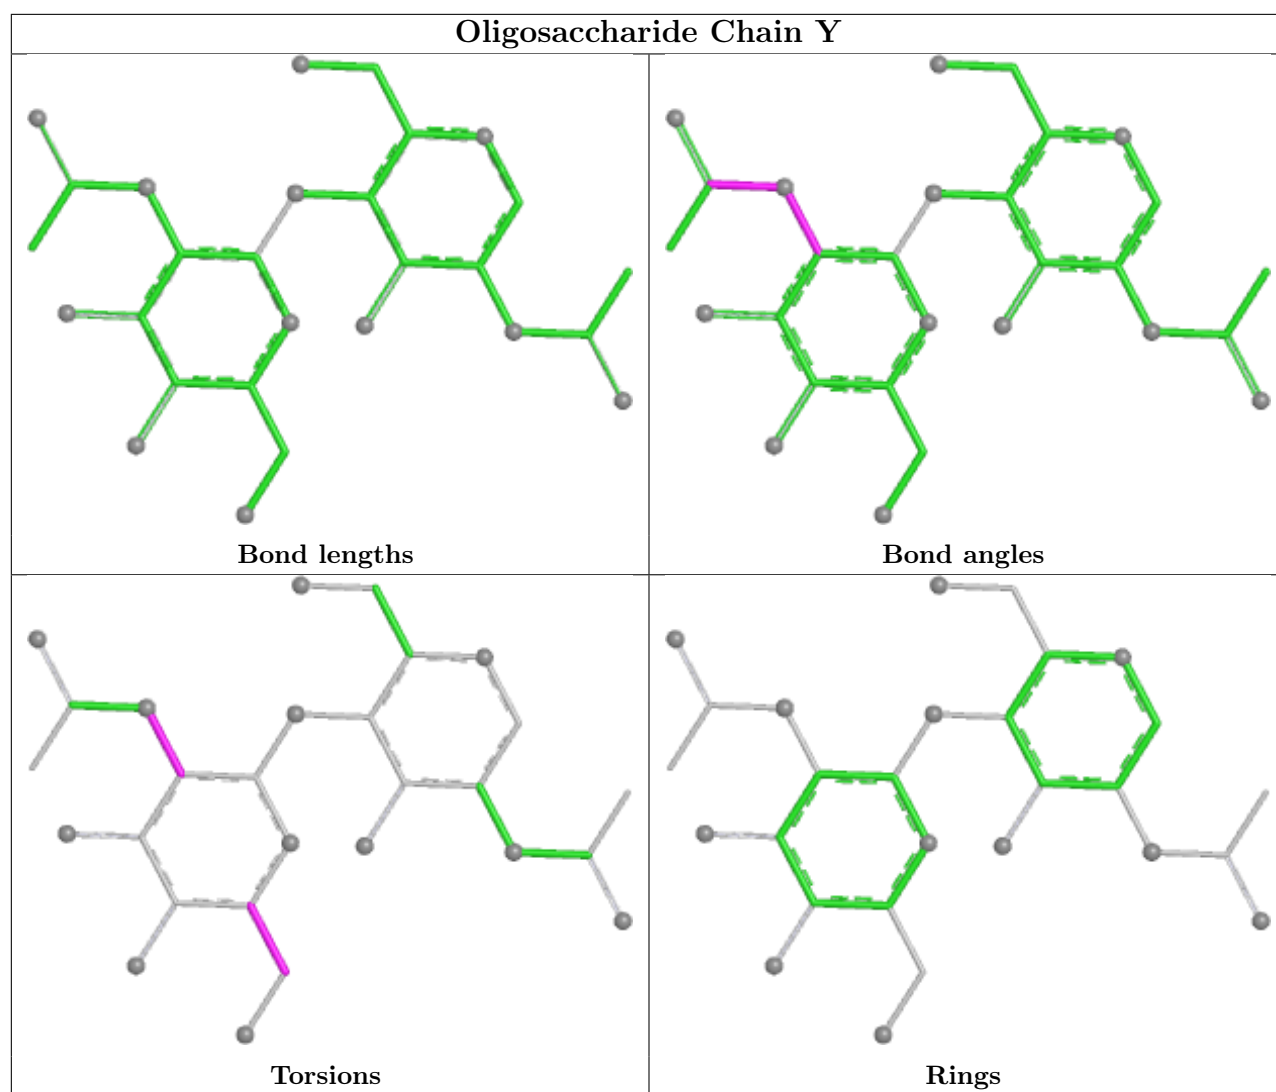 Oligosaccharide Chain Y
Bond lengths
Bond angles
Torsions
Rings